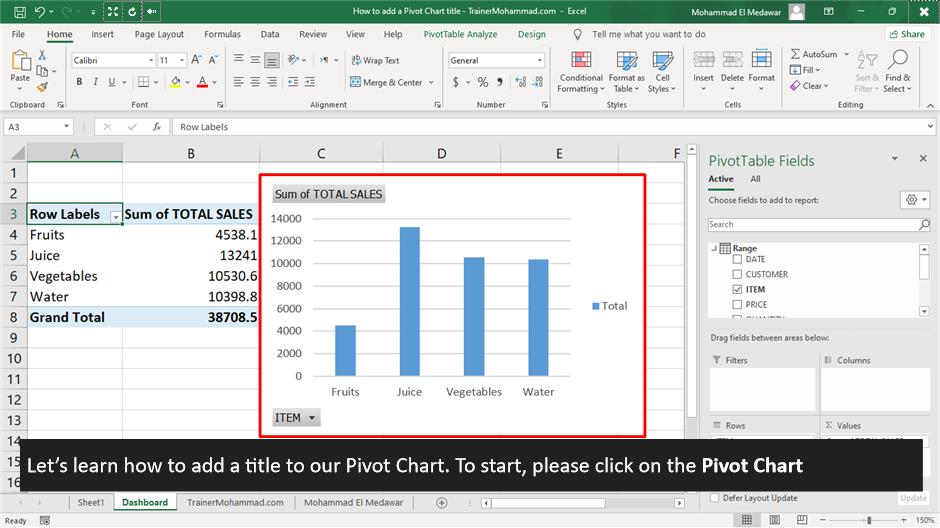 How to add a Pivot Chart title - TrainerMohammad.com - Excel
Mohammad El Medawar
File Home Insert Page Layout Formulas Data Review View Help PivotTable Analyze Design Tell me what you want to do Share
Paste
Clipboard
Calibri 11 A A
B I U A
Font
Wrap Text
Merge & Center
Alignment
General
$ % 9
Number
Conditional Formatting
Format as Table
Cell Styles
Styles
Insert Delete Format
Cells
AutoSum
Fill
Clear
Sort & Filter
Find & Select
Editing
A3 fx Row Labels
A B C D E F
1
2
3 Row Labels Sum of TOTAL SALES
4 Fruits 4538.1
5 Juice 13241
6 Vegetables 10530.6
7 Water 10398.8
8 Grand Total 38708.5
9
10
11
12
13
14
15
16
Sum of TOTAL SALES
14000
12000
10000
8000
6000
4000
2000
0
Fruits Juice Vegetables Water
Total
ITEM
PivotTable Fields
Active All
Choose fields to add to report:
Search
Range
DATE
CUSTOMER
ITEM
PRICE
Drag fields between areas below:
Filters Columns
Rows Σ Values
Let’s learn how to add a title to our Pivot Chart. To start, please click on the Pivot Chart
Defer Layout Update Update
Sheet1 Dashboard TrainerMohammad.com Mohammad El Medawar
Ready 150%